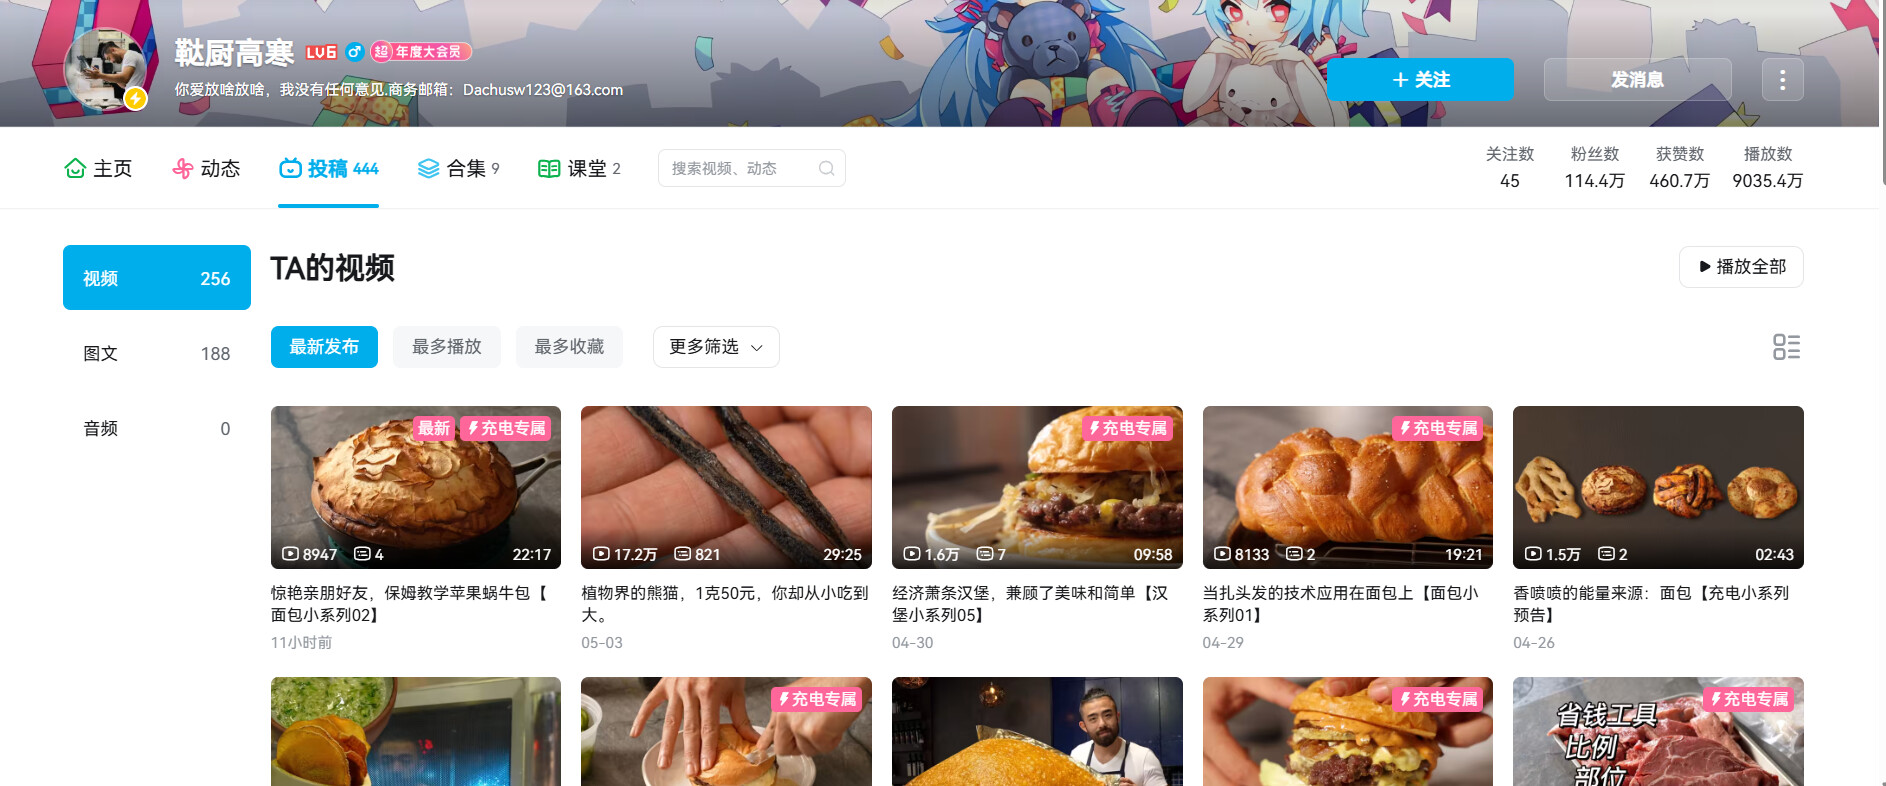 鞑厨高寒 LV6 超 年度大会员
你爱放啥放啥，我没有任何意见.商务邮箱：Dachusw123@163.com
关注
发消息
主页
动态
投稿 444
合集 9
课堂 2
搜索视频、动态
关注数 粉丝数 获赞数 播放数
45 114.4万 460.7万 9035.4万
视频 256
图文 188
音频 0
TA的视频
播放全部
最新发布 最多播放 最多收藏 更多筛选
最新 充电专属
8947 4 22:17
惊艳亲朋好友，保姆教学苹果蜗牛包【
面包小系列02】
11小时前
17.2万 821 29:25
植物界的熊猫，1克50元，你却从小吃到
大。
05-03
充电专属
1.6万 7 09:58
经济萧条汉堡，兼顾了美味和简单【汉
堡小系列05】
04-30
充电专属
8133 2 19:21
当扎头发的技术应用在面包上【面包小
系列01】
04-29
1.5万 2 02:43
香喷喷的能量来源：面包【充电小系列
预告】
04-26
充电专属
充电专属
充电专属
省钱工具
比例
部位